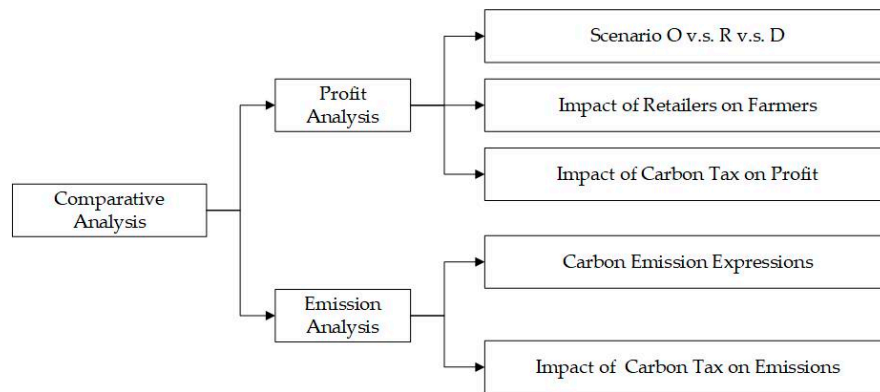 Comparative
Analysis
Profit
Analysis
Scenario O v.s. R v.s. D
Impact of Retailers on Farmers
Impact of Carbon Tax on Profit
Emission
Analysis
Carbon Emission Expressions
Impact of Carbon Tax on Emissions